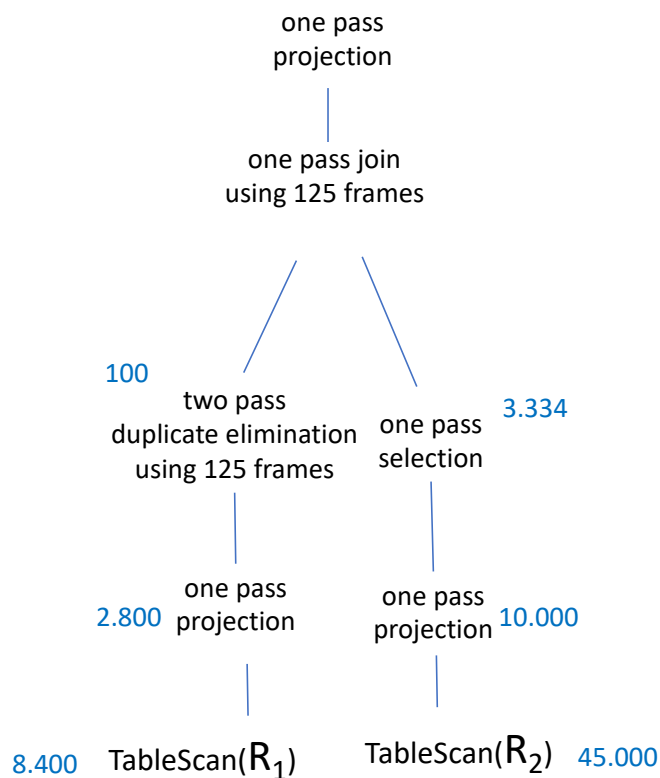 one pass
projection
one pass join
using 125 frames
100
two pass
duplicate elimination
using 125 frames
3.334
one pass
selection
2.800
one pass
projection
one pass
projection
10.000
8.400
TableScan(R1)
TableScan(R2)
45.000